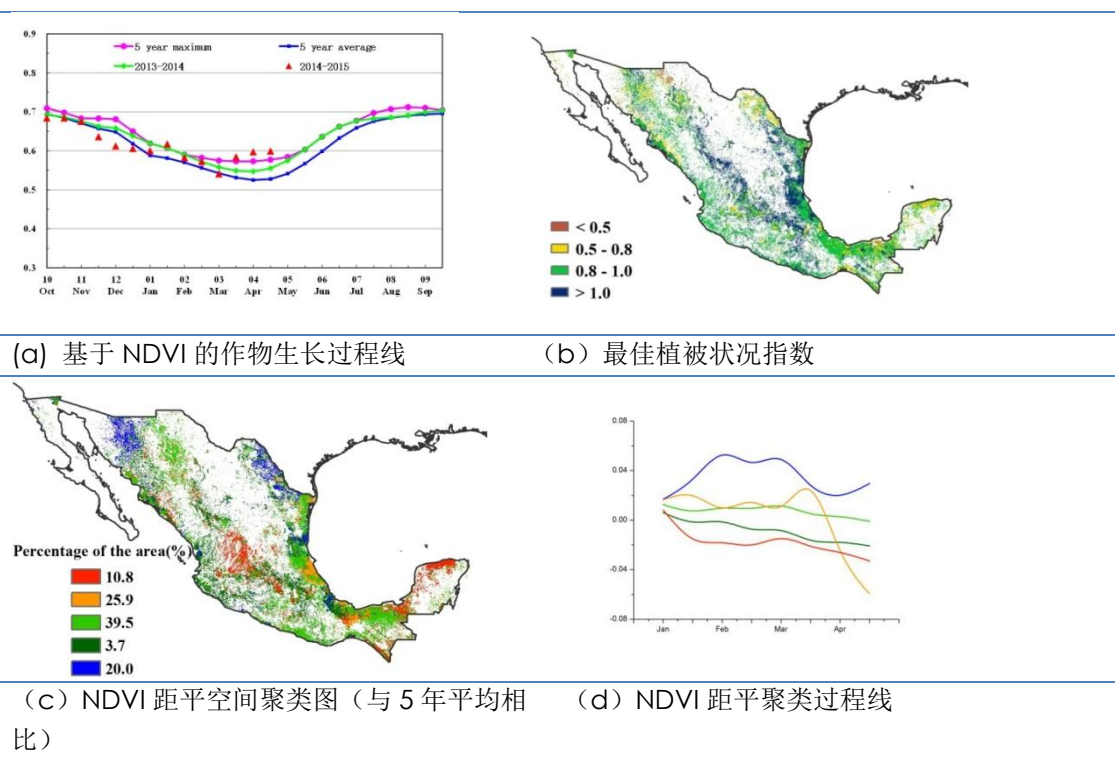 0.9
0.8
0.7
0.6
0.5
0.4
0.3
5 year maximum
5 year average
2013-2014
2014-2015
10 11 12 01 02 03 04 05 06 07 08 09
Oct Nov Dec Jan Feb Mar Apr May Jun Jul Aug Sep
< 0.5
0.5 - 0.8
0.8 - 1.0
> 1.0
(a) 基于 NDVI 的作物生长过程线
（b）最佳植被状况指数
Percentage of the area(%)
10.8
25.9
39.5
3.7
20.0
0.08
0.04
0.00
-0.04
-0.08
Jan Feb Mar Apr
（c）NDVI 距平空间聚类图（与 5 年平均相
比）
（d）NDVI 距平聚类过程线